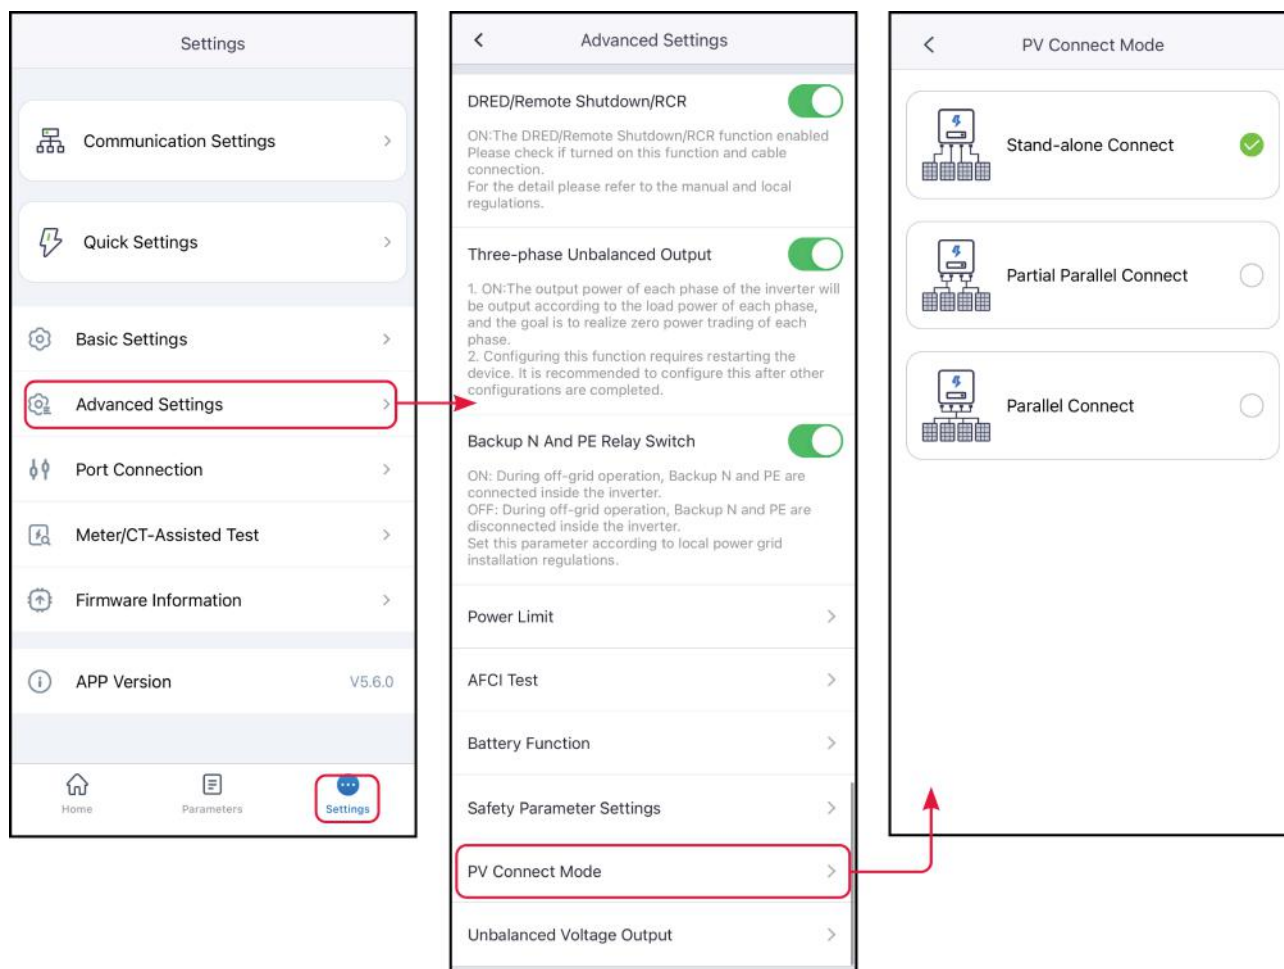 Settings
Communication Settings
Quick Settings
Basic Settings
Advanced Settings
Port Connection
Meter/CT-Assisted Test
Firmware Information
APP Version V5.6.0
Home Parameters Settings
Advanced Settings
DRED/Remote Shutdown/RCR
ON:The DRED/Remote Shutdown/RCR function enabled
Please check if turned on this function and cable
connection.
For the detail please refer to the manual and local
regulations.
Three-phase Unbalanced Output
1. ON:The output power of each phase of the inverter will
be output according to the load power of each phase,
and the goal is to realize zero power trading of each
phase.
2. Configuring this function requires restarting the
device. It is recommended to configure this after other
configurations are completed.
Backup N And PE Relay Switch
ON: During off-grid operation, Backup N and PE are
connected inside the inverter.
OFF: During off-grid operation, Backup N and PE are
disconnected inside the inverter.
Set this parameter according to local power grid
installation regulations.
Power Limit
AFCI Test
Battery Function
Safety Parameter Settings
PV Connect Mode
Unbalanced Voltage Output
PV Connect Mode
Stand-alone Connect
Partial Parallel Connect
Parallel Connect